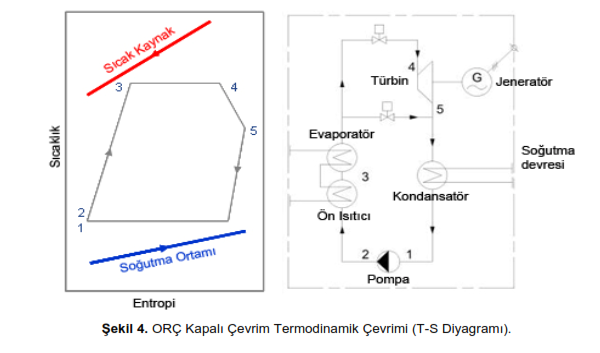 Sıcak Kaynak
3
4
5
2
1
Sıcaklık
Soğutma Ortamı
Entropi
4
Türbin
G
Jeneratör
5
Evaporatör
3
Ön Isıtıcı
Soğutma
devresi
Kondansatör
2
1
Pompa
Şekil 4. ORÇ Kapalı Çevrim Termodinamik Çevrimi (T-S Diyagramı).